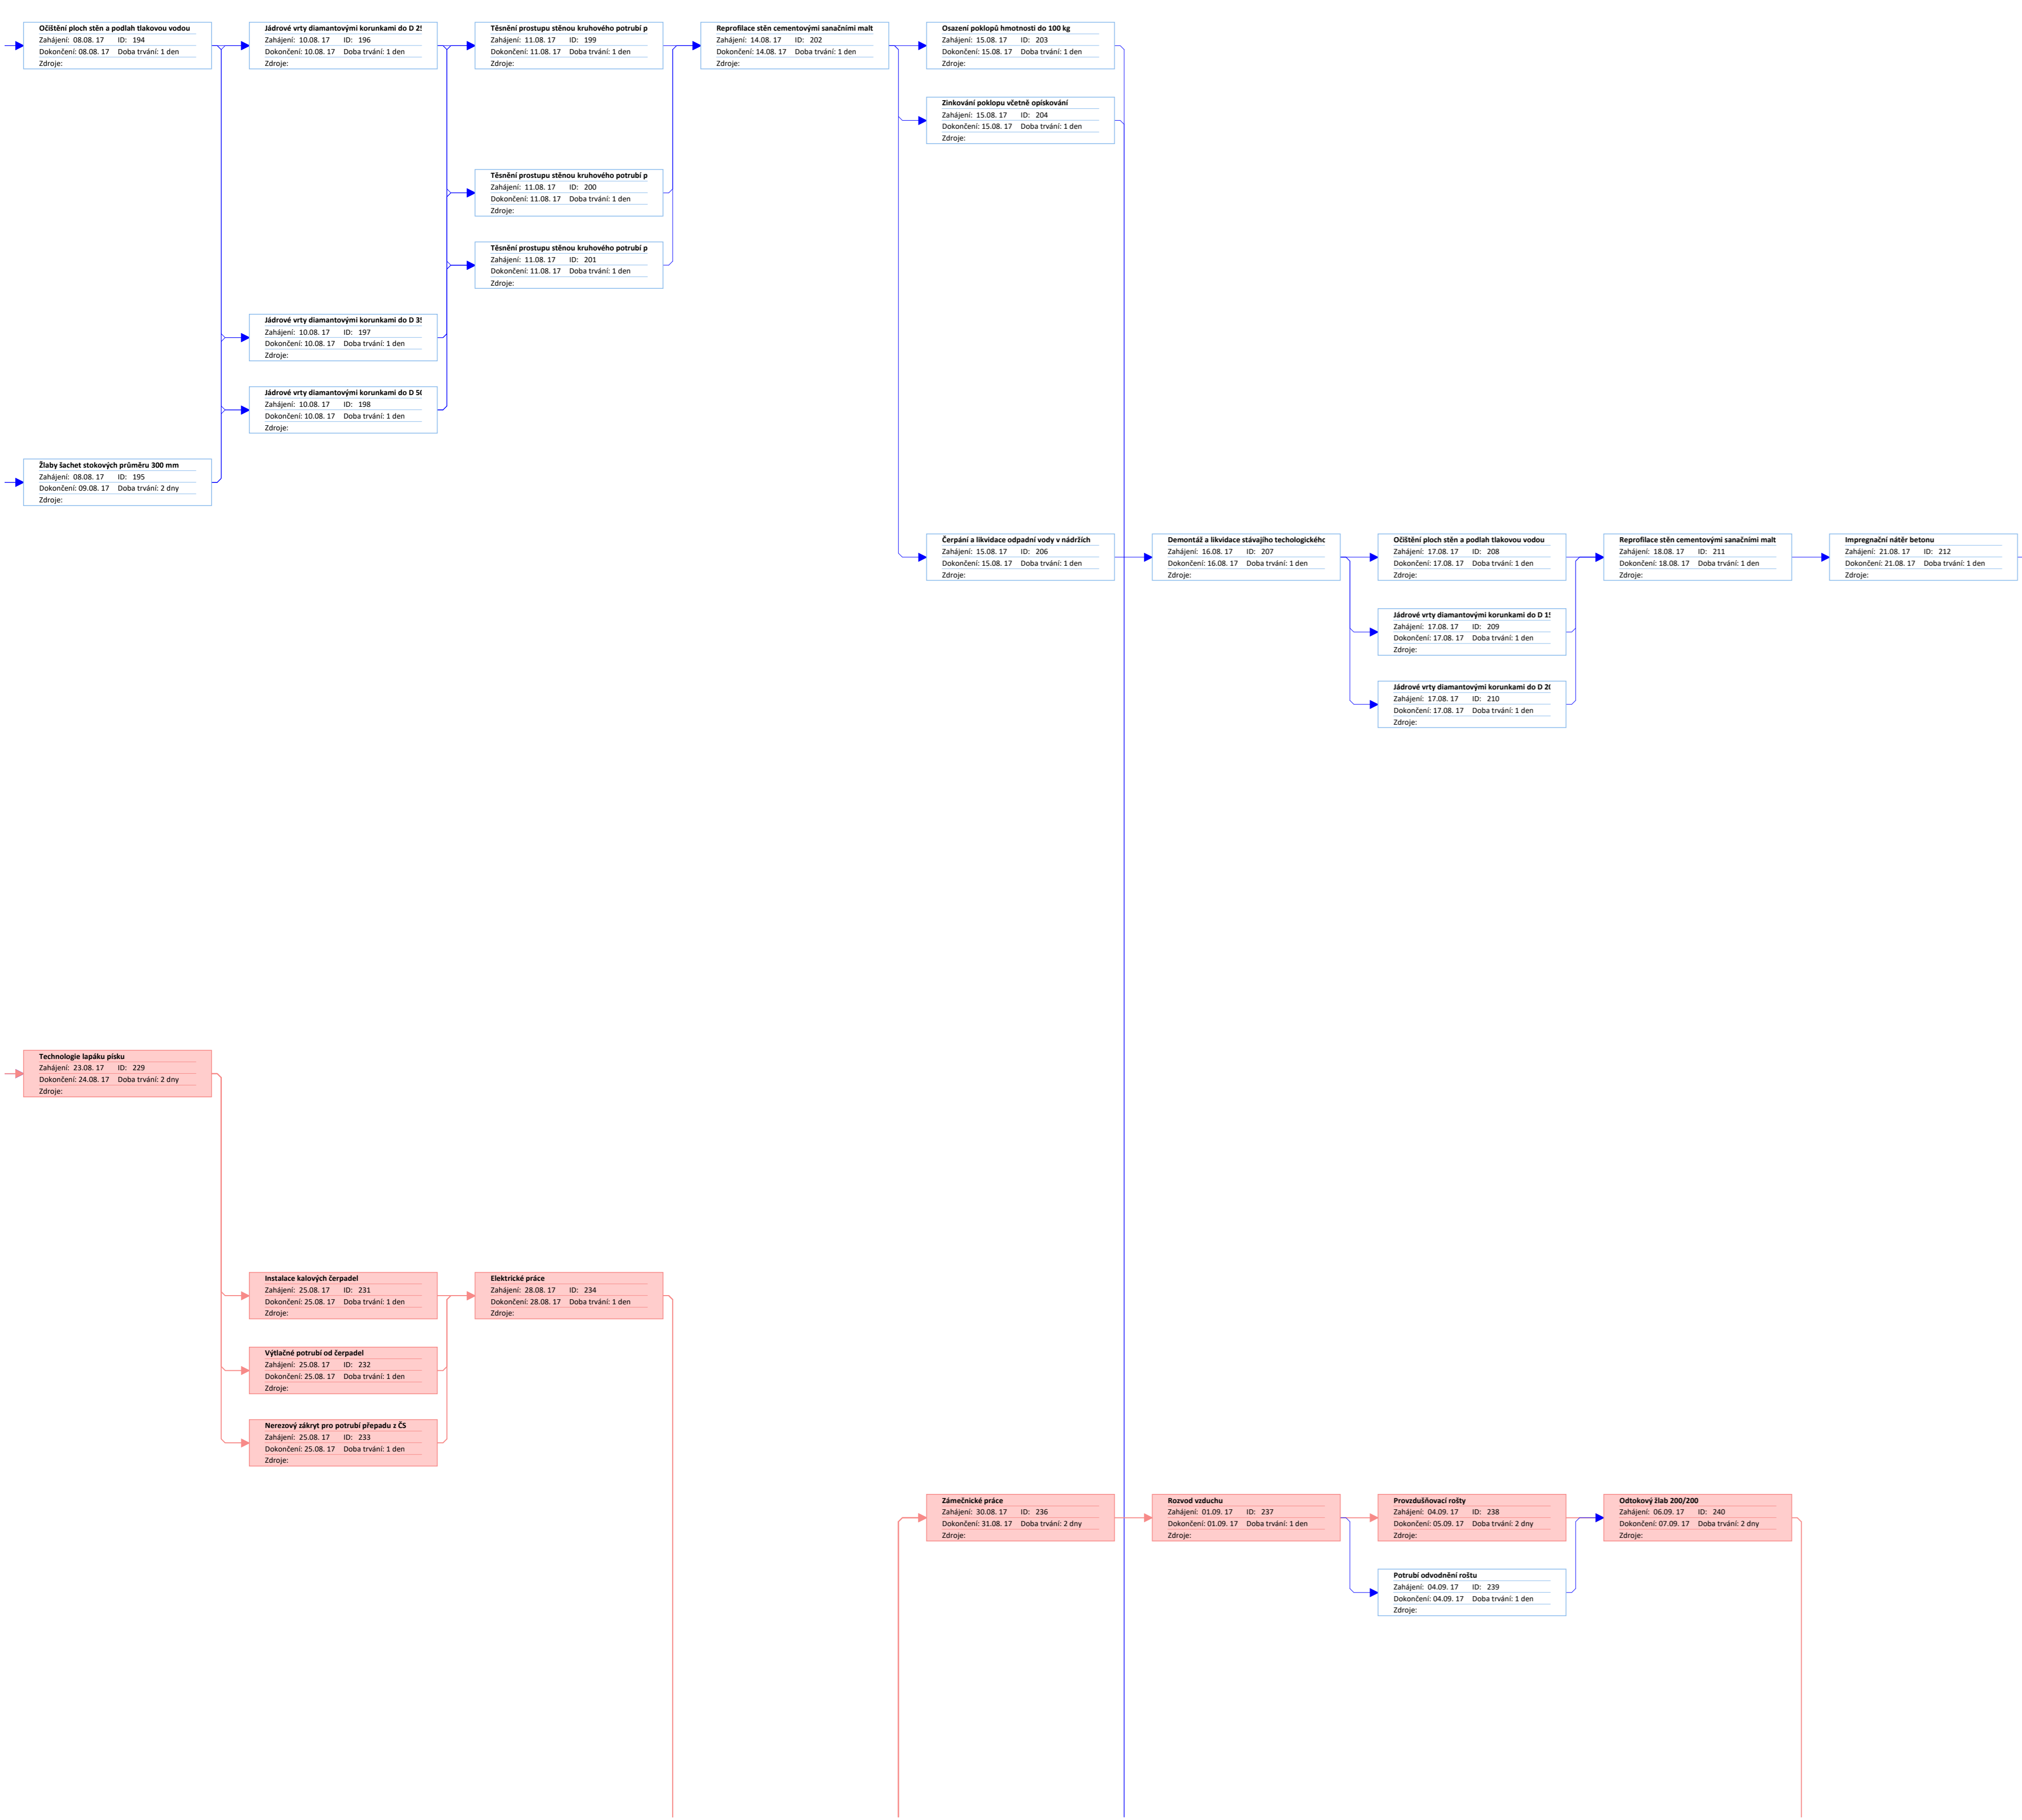 Očištění ploch stěn a podlah tlakovou vodou
Zahájení: 08.08. 17 ID: 194
Dokončení: 08.08. 17 Doba trvání: 1 den
Zdroje:
Jádrové vrty diamantovými korunkami do D 25
Zahájení: 10.08. 17 ID: 196
Dokončení: 10.08. 17 Doba trvání: 1 den
Zdroje:
Těsnění prostupu stěnou kruhového potrubí p
Zahájení: 11.08. 17 ID: 199
Dokončení: 11.08. 17 Doba trvání: 1 den
Zdroje:
Reprofilace stěn cementovými sanačními malt
Zahájení: 14.08. 17 ID: 202
Dokončení: 14.08. 17 Doba trvání: 1 den
Zdroje:
Osazení poklopů hmotnosti do 100 kg
Zahájení: 15.08. 17 ID: 203
Dokončení: 15.08. 17 Doba trvání: 1 den
Zdroje:
Zinkování poklopu včetně opískování
Zahájení: 15.08. 17 ID: 204
Dokončení: 15.08. 17 Doba trvání: 1 den
Zdroje:
Těsnění prostupu stěnou kruhového potrubí p
Zahájení: 11.08. 17 ID: 200
Dokončení: 11.08. 17 Doba trvání: 1 den
Zdroje:
Těsnění prostupu stěnou kruhového potrubí p
Zahájení: 11.08. 17 ID: 201
Dokončení: 11.08. 17 Doba trvání: 1 den
Zdroje:
Jádrové vrty diamantovými korunkami do D 35
Zahájení: 10.08. 17 ID: 197
Dokončení: 10.08. 17 Doba trvání: 1 den
Zdroje:
Jádrové vrty diamantovými korunkami do D 50
Zahájení: 10.08. 17 ID: 198
Dokončení: 10.08. 17 Doba trvání: 1 den
Zdroje:
Žlaby šachet stokových průměru 300 mm
Zahájení: 08.08. 17 ID: 195
Dokončení: 09.08. 17 Doba trvání: 2 dny
Zdroje:
Čerpání a likvidace odpadní vody v nádržích
Zahájení: 15.08. 17 ID: 206
Dokončení: 15.08. 17 Doba trvání: 1 den
Zdroje:
Demontáž a likvidace stávajího techologickéhc
Zahájení: 16.08. 17 ID: 207
Dokončení: 16.08. 17 Doba trvání: 1 den
Zdroje:
Očištění ploch stěn a podlah tlakovou vodou
Zahájení: 17.08. 17 ID: 208
Dokončení: 17.08. 17 Doba trvání: 1 den
Zdroje:
Reprofilace stěn cementovými sanačními malt
Zahájení: 18.08. 17 ID: 211
Dokončení: 18.08. 17 Doba trvání: 1 den
Zdroje:
Impregnační nátěr betonu
Zahájení: 21.08. 17 ID: 212
Dokončení: 21.08. 17 Doba trvání: 1 den
Zdroje:
Jádrové vrty diamantovými korunkami do D 15
Zahájení: 17.08. 17 ID: 209
Dokončení: 17.08. 17 Doba trvání: 1 den
Zdroje:
Jádrové vrty diamantovými korunkami do D 20
Zahájení: 17.08. 17 ID: 210
Dokončení: 17.08. 17 Doba trvání: 1 den
Zdroje:
Technologie lapáku písku
Zahájení: 23.08. 17 ID: 229
Dokončení: 24.08. 17 Doba trvání: 2 dny
Zdroje:
Instalace kalových čerpadel
Zahájení: 25.08. 17 ID: 231
Dokončení: 25.08. 17 Doba trvání: 1 den
Zdroje:
Elektrické práce
Zahájení: 28.08. 17 ID: 234
Dokončení: 28.08. 17 Doba trvání: 1 den
Zdroje:
Výtlačné potrubí od čerpadel
Zahájení: 25.08. 17 ID: 232
Dokončení: 25.08. 17 Doba trvání: 1 den
Zdroje:
Nerezový zákryt pro potrubí přepadu z ČS
Zahájení: 25.08. 17 ID: 233
Dokončení: 25.08. 17 Doba trvání: 1 den
Zdroje:
Zámečnické práce
Zahájení: 30.08. 17 ID: 236
Dokončení: 31.08. 17 Doba trvání: 2 dny
Zdroje:
Rozvod vzduchu
Zahájení: 01.09. 17 ID: 237
Dokončení: 01.09. 17 Doba trvání: 1 den
Zdroje:
Provzdušňovací rošty
Zahájení: 04.09. 17 ID: 238
Dokončení: 05.09. 17 Doba trvání: 2 dny
Zdroje:
Odtokový žlab 200/200
Zahájení: 06.09. 17 ID: 240
Dokončení: 07.09. 17 Doba trvání: 2 dny
Zdroje:
Potrubí odvodnění roštu
Zahájení: 04.09. 17 ID: 239
Dokončení: 04.09. 17 Doba trvání: 1 den
Zdroje: